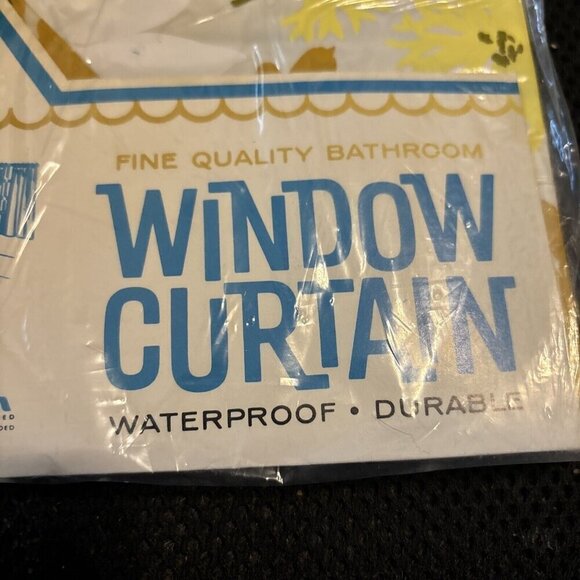 FINE QUALITY BATHROOM
WINDOW
CURTAIN
WATERPROOF • DURABLE